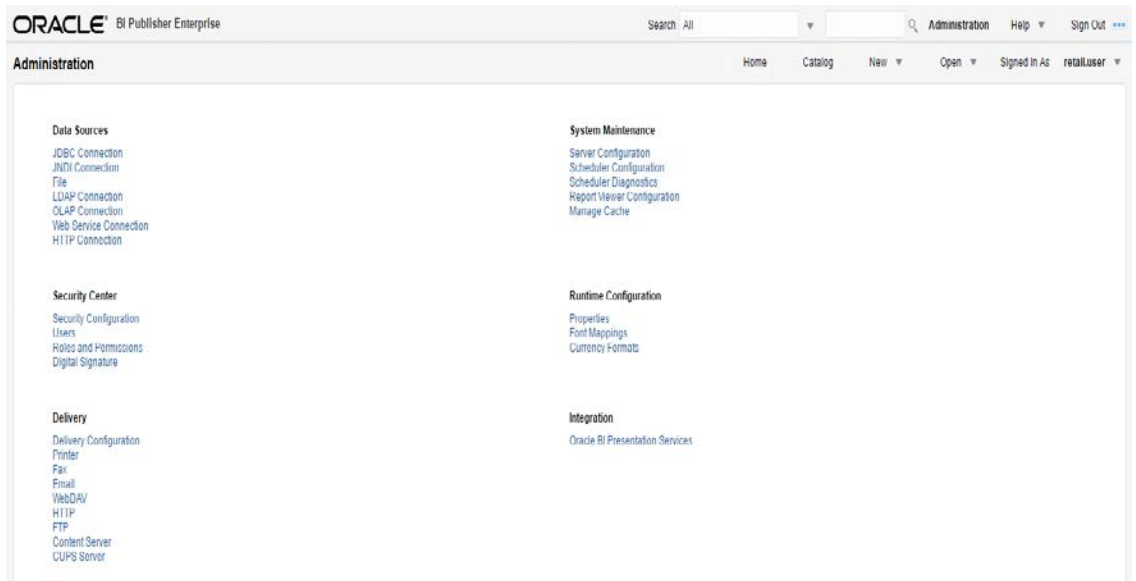 ORACLE BI Publisher Enterprise Search All Administration Help Sign Out
Administration Home Catalog New Open Signed In As retail.user
Data Sources
JDBC Connection
JNDI Connection
File
LDAP Connection
OLAP Connection
Web Service Connection
HTTP Connection
System Maintenance
Server Configuration
Scheduler Configuration
Scheduler Diagnostics
Report Viewer Configuration
Manage Cache
Security Center
Security Configuration
Users
Roles and Permissions
Digital Signature
Runtime Configuration
Properties
Font Mappings
Currency Formats
Delivery
Delivery Configuration
Printer
Fax
Email
WebDAV
HTTP
FTP
Content Server
CUPS Server
Integration
Oracle BI Presentation Services